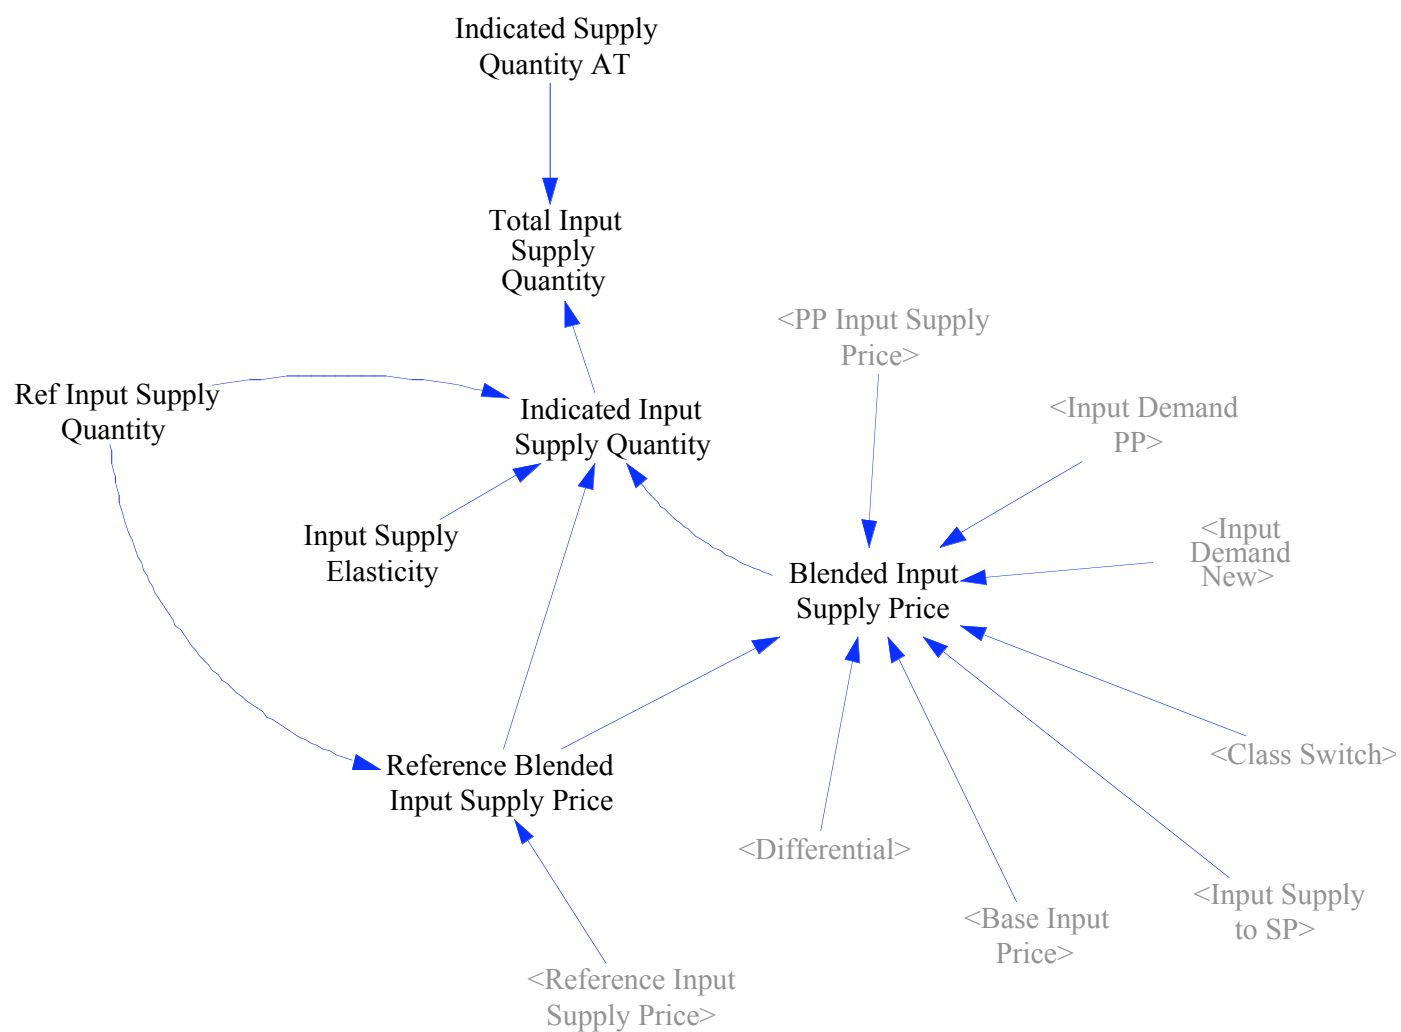 Indicated Supply
Quantity AT
Total Input
Supply
Quantity
<PP Input Supply
Price>
Ref Input Supply
Quantity
Indicated Input
Supply Quantity
<Input Demand
PP>
Input Supply
Elasticity
<Input
Demand
New>
Blended Input
Supply Price
Reference Blended
Input Supply Price
<Class Switch>
<Differential>
<Base Input
Price>
<Input Supply
to SP>
<Reference Input
Supply Price>